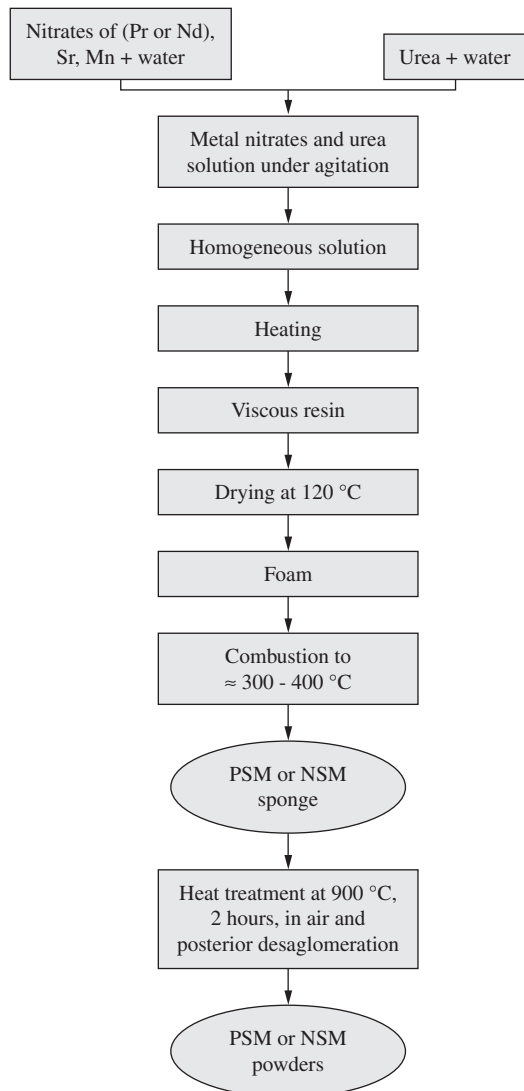 Nitrates of (Pr or Nd),
Sr, Mn + water
Urea + water
Metal nitrates and urea
solution under agitation
Homogeneous solution
Heating
Viscous resin
Drying at 120 °C
Foam
Combustion to
≈ 300 - 400 °C
PSM or NSM
sponge
Heat treatment at 900 °C,
2 hours, in air and
posterior desaglomeration
PSM or NSM
powders